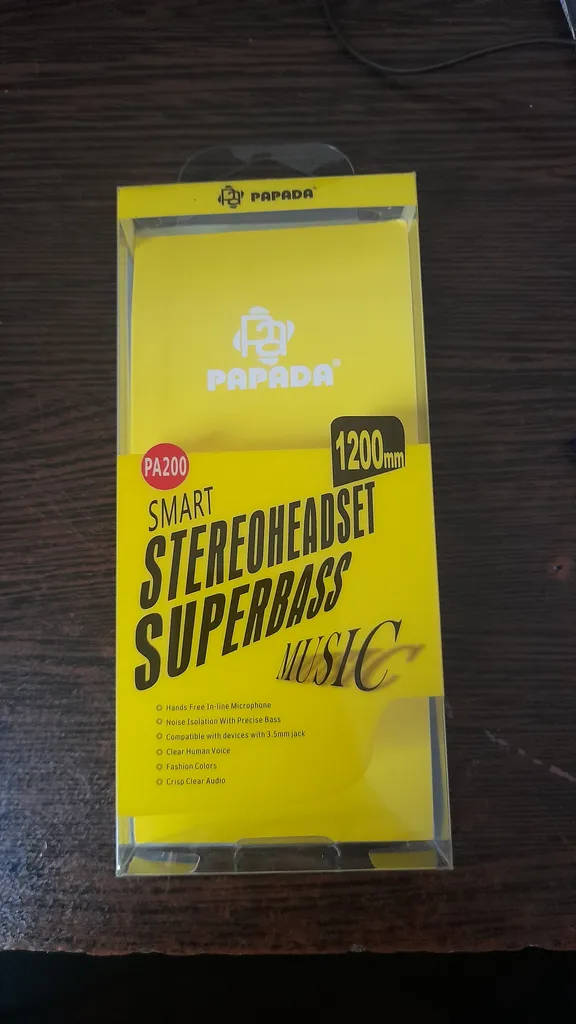 PAPADA
PAPADA®
1200mm
PA200
SMART
STEREOHEADSET
SUPERBASS
MUSIC
Hands Free In-line Microphone
Noise Isolation With Precise Bass
Compatible with devices with 3.5mm jack
Clear Human Voice
Fashion Colors
Crisp Clear Audio